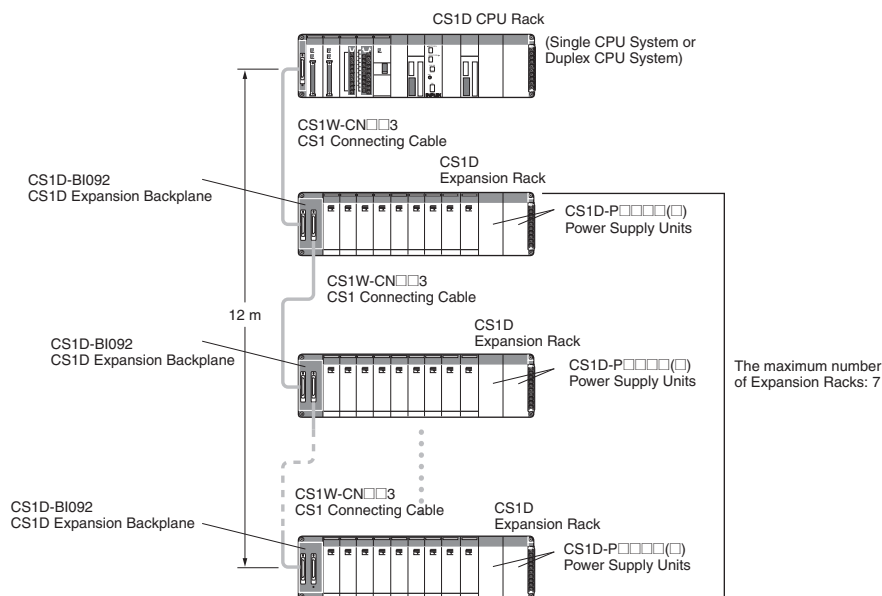 CS1D CPU Rack
(Single CPU System or
Duplex CPU System)
CS1W-CN□□3
CS1 Connecting Cable
CS1D
Expansion Rack
CS1D-BI092
CS1D Expansion Backplane
CS1D-P□□□□(□)
Power Supply Units
CS1W-CN□□3
CS1 Connecting Cable
12 m
CS1D
Expansion Rack
CS1D-BI092
CS1D Expansion Backplane
CS1D-P□□□□(□)
Power Supply Units
The maximum number
of Expansion Racks: 7
CS1W-CN□□3
CS1 Connecting Cable
CS1D
Expansion Rack
CS1D-BI092
CS1D Expansion Backplane
CS1D-P□□□□(□)
Power Supply Units